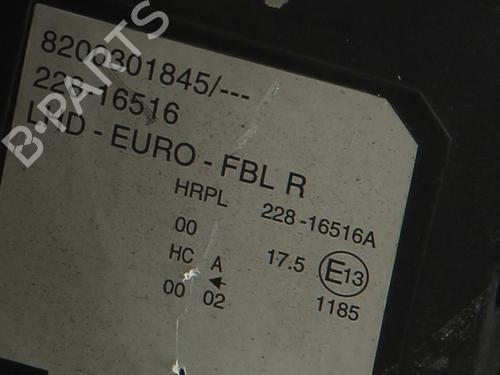 8200301845/---
228-16516
LHD - EURO - FBL R
HRPL 228 -16516A
00
HC A 17.5 E13
00 02 1185
B-PARTS